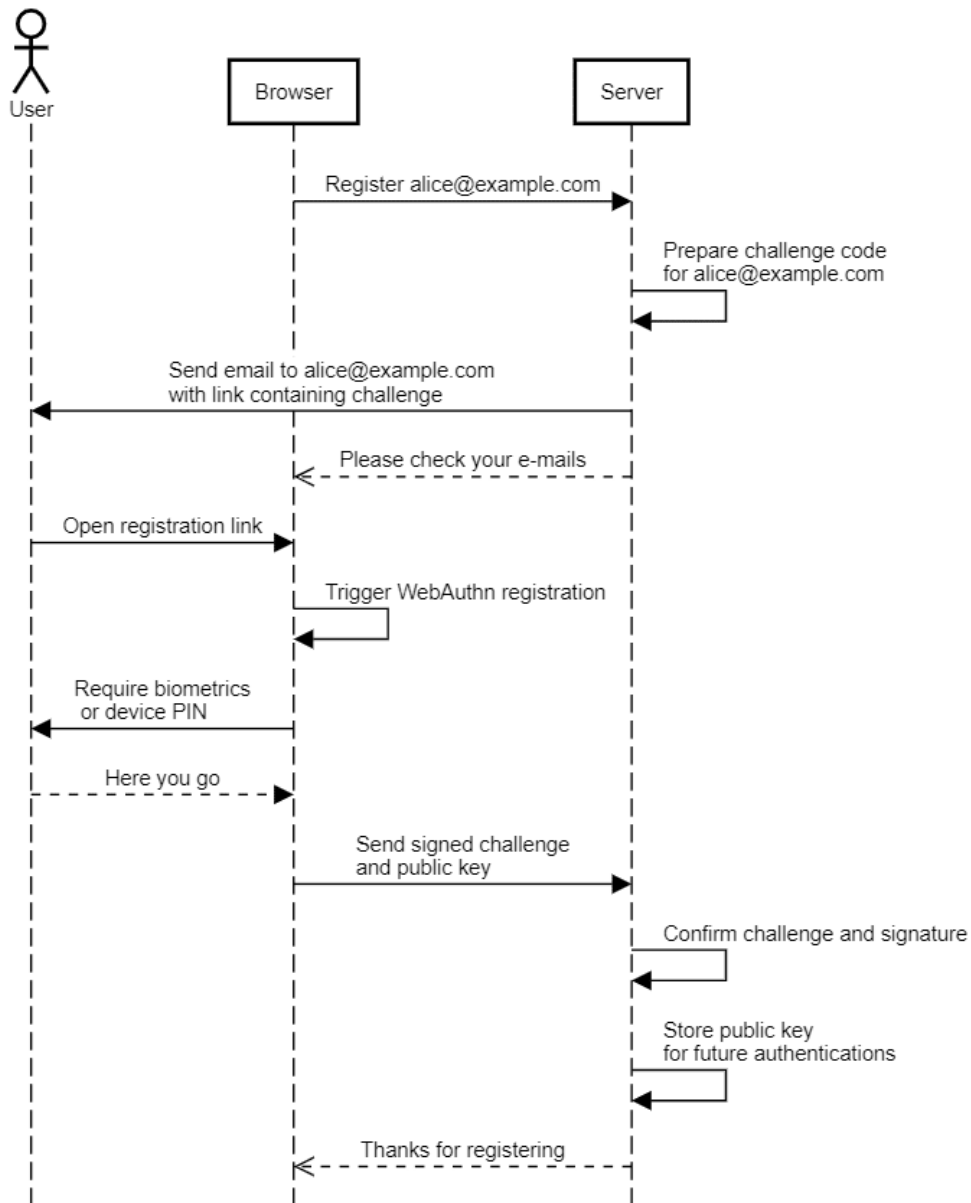 User
Browser
Server
Register alice@example.com
Prepare challenge code
for alice@example.com
Send email to alice@example.com
with link containing challenge
Please check your e-mails
Open registration link
Trigger WebAuthn registration
Require biometrics
or device PIN
Here you go
Send signed challenge
and public key
Confirm challenge and signature
Store public key
for future authentications
Thanks for registering